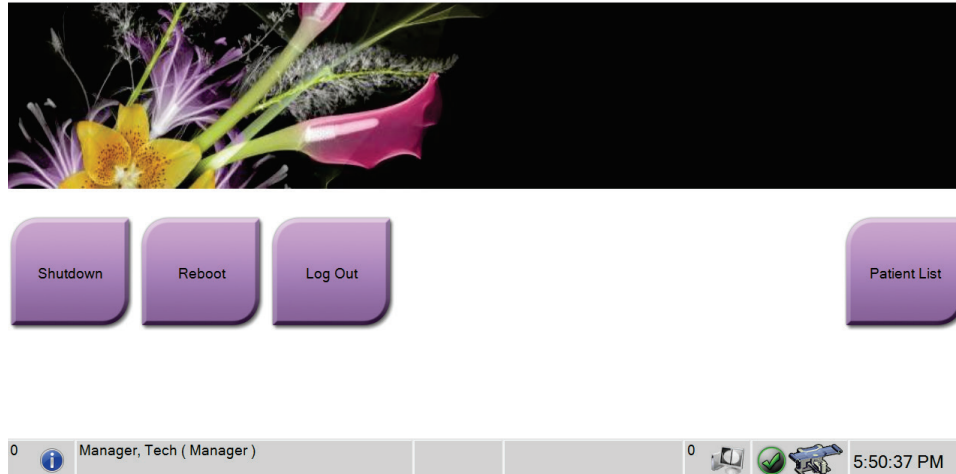 Shutdown Reboot Log Out Patient List
0 Manager, Tech ( Manager ) 0 5:50:37 PM